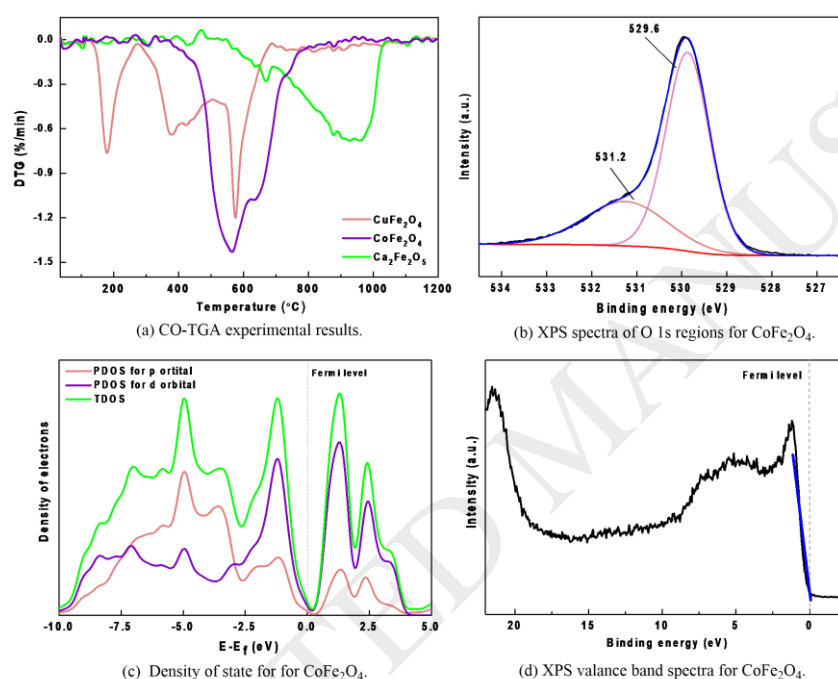 0.0
-0.3
-0.6
-0.9
-1.2
-1.5
DTG (%/min)
CuFe₂O₄
CoFe₂O₄
Ca₂Fe₂O₅
200 400 600 800 1000 1200
Temperature (°C)
(a) CO-TGA experimental results.
529.6
531.2
Intensity (a.u.)
534 533 532 531 530 529 528 527
Binding energy (eV)
(b) XPS spectra of O 1s regions for CoFe₂O₄.
PDOS for p ortital
PDOS for d orbital
TDOS
Fermi level
Density of electrons
-10.0 -7.5 -5.0 -2.5 0.0 2.5 5.0
E-E_f (eV)
(c) Density of state for for CoFe₂O₄.
Fermi level
Intensity (a.u.)
20 15 10 5 0
Binding energy (eV)
(d) XPS valance band spectra for CoFe₂O₄.
TED MANUS